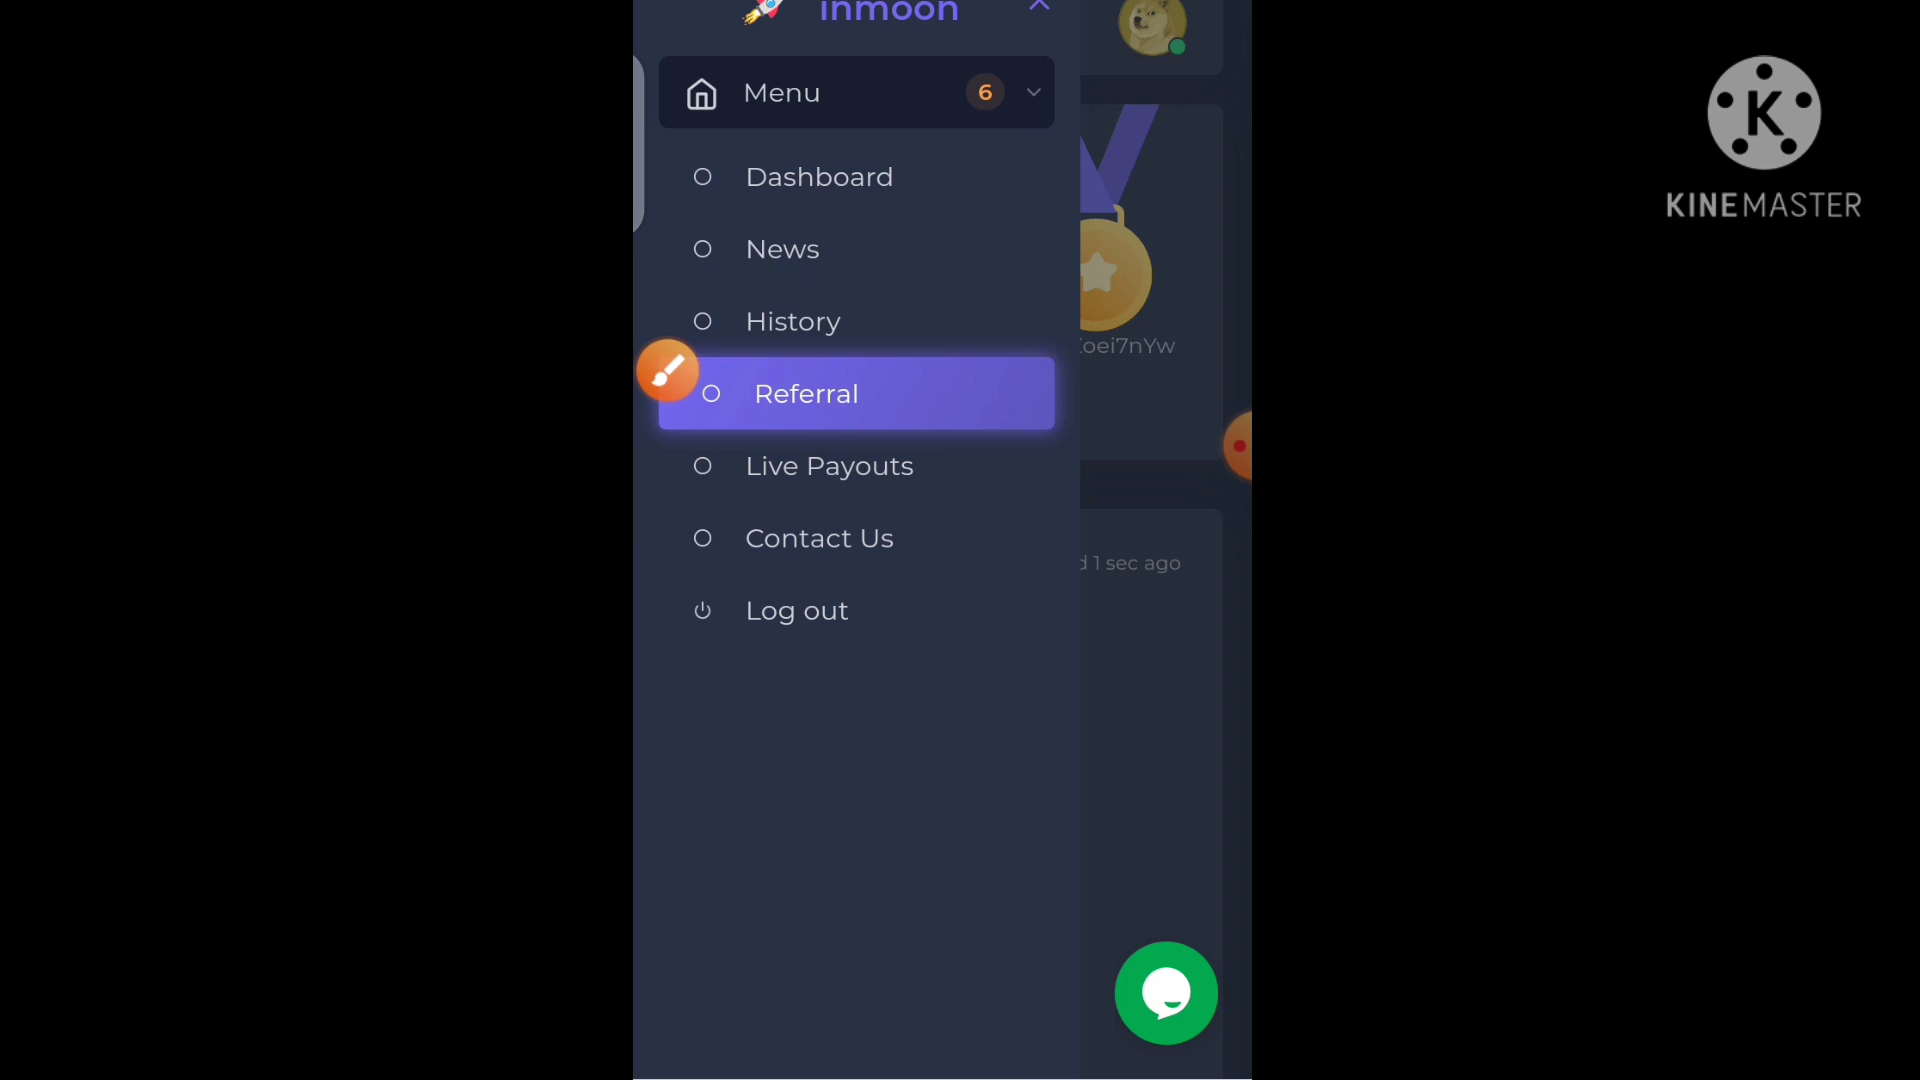 inmoon
Menu 6
Dashboard
News
History
oei7nYw
Referral
Live Payouts
Contact Us
d 1 sec ago
Log out
K
KINEMASTER